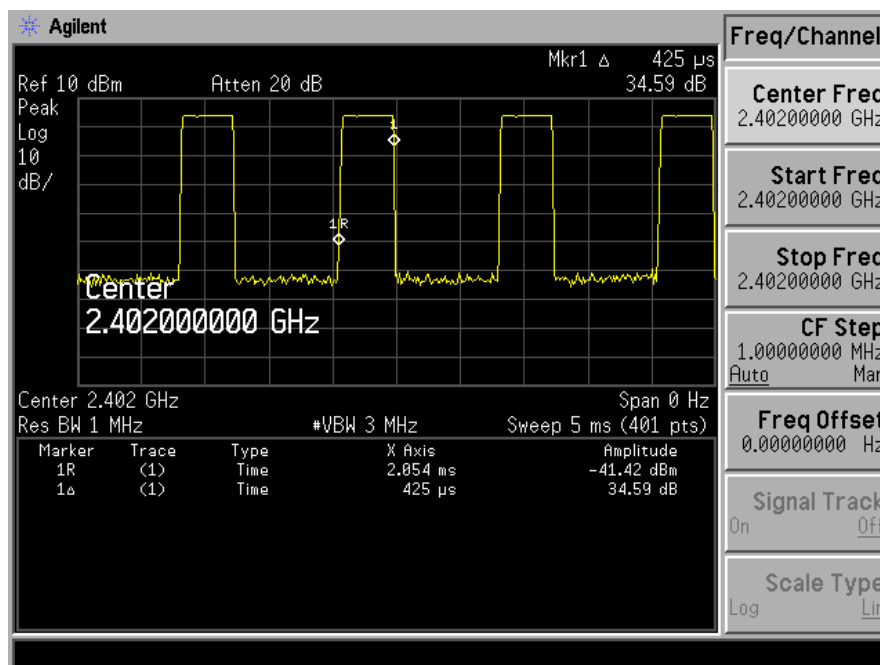 Agilent
Freq/Channel
Mkr1 Δ 425 µs
Ref 10 dBm Atten 20 dB 34.59 dB
Peak
Log
10
dB/
1
1R
Center
2.402000000 GHz
Center 2.402 GHz Span 0 Hz
Res BW 1 MHz #VBW 3 MHz Sweep 5 ms (401 pts)
Marker Trace Type X Axis Amplitude
1R (1) Time 2.054 ms -41.42 dBm
1Δ (1) Time 425 µs 34.59 dB
Center Freq
2.40200000 GHz
Start Freq
2.40200000 GHz
Stop Freq
2.40200000 GHz
CF Step
1.00000000 MHz
Auto Man
Freq Offset
0.00000000 Hz
Signal Track
On Off
Scale Type
Log Lin